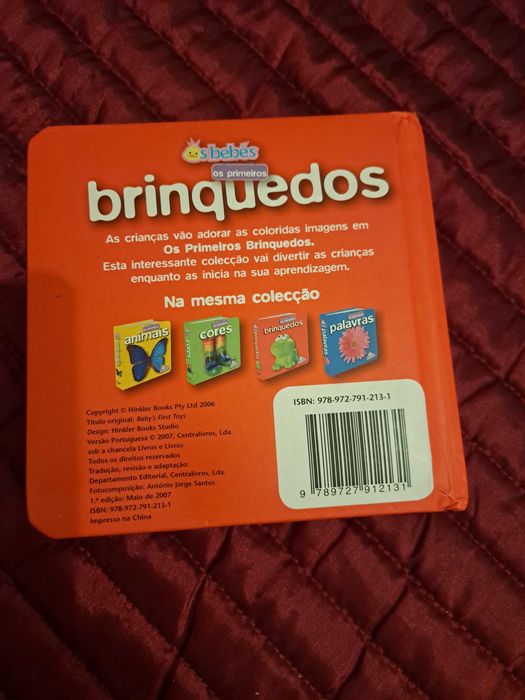 Os bebés
os primeiros
brinquedos
As crianças vão adorar as coloridas imagens em
Os Primeiros Brinquedos.
Esta interessante colecção vai divertir as crianças
enquanto as inicia na sua aprendizagem.
Na mesma colecção
animais
cores
brinquedos
palavras
Copyright © Hinkler Books Pty Ltd 2006
Título original: Baby's First Toys
Design: Hinkler Books Studio
Versão Portuguesa © 2007, Centralivros, Lda.
sob a chancela Livros e Livros
Todos os direitos reservados
Tradução, revisão e adaptação:
Departamento Editorial, Centralivros, Lda.
Fotocomposição: António Jorge Santos
1.ª edição: Maio de 2007
ISBN: 978-972-791-213-1
Impresso na China
ISBN: 978-972-791-213-1
9 789727 912131